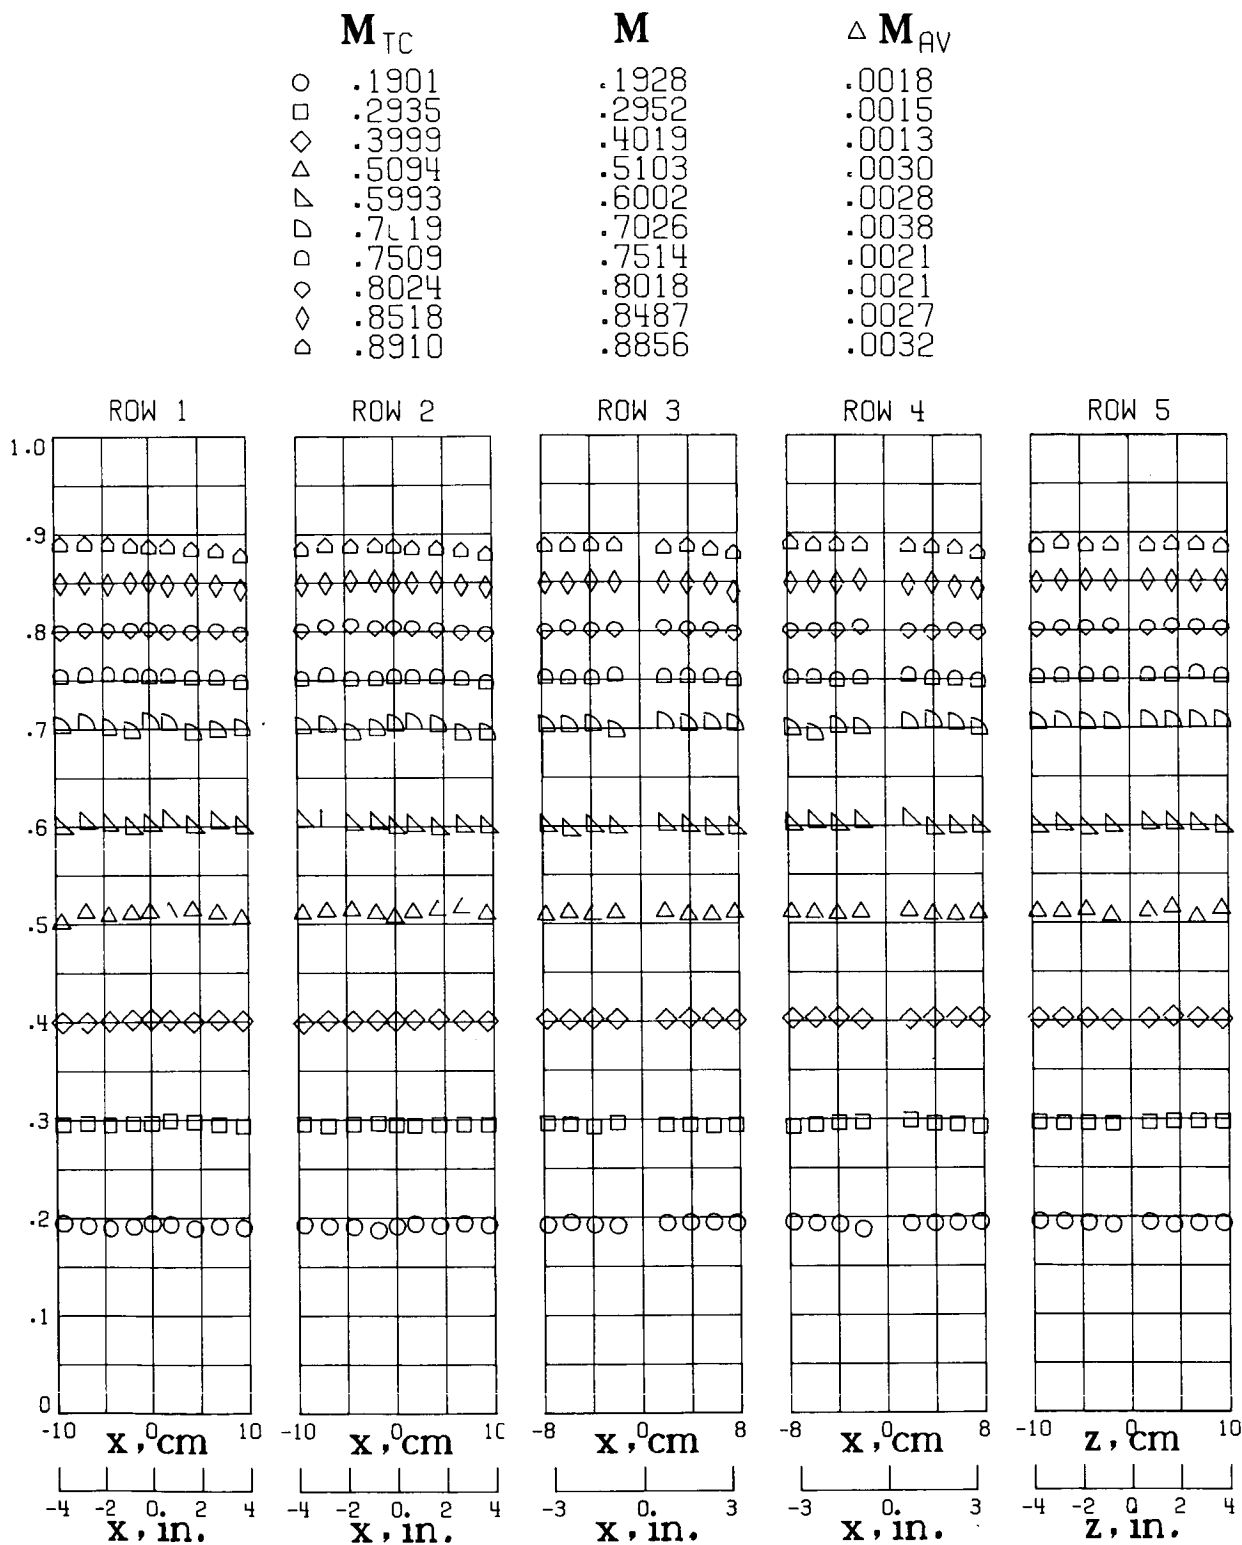 M TC M △ M AV
○ .1901 .1928 .0018
□ .2935 .2952 .0015
◇ .3999 .4019 .0013
△ .5094 .5103 .0030
.5993 .6002 .0028
.7019 .7026 .0038
.7509 .7514 .0021
.8024 .8018 .0021
.8518 .8487 .0027
.8910 .8856 .0032
ROW 1 ROW 2 ROW 3 ROW 4 ROW 5
1.0
.9
.8
.7
.6
.5
.4
.3
.2
.1
0
-10 0 10 -10 0 10 -8 0 8 -8 0 8 -10 0 10
x, cm x, cm x, cm x, cm z, cm
-4 -2 0 2 4 -4 -2 0 2 4 -3 0 3 -3 0 3 -4 -2 0 2 4
x, in. x, in. x, in. x, in. z, in.